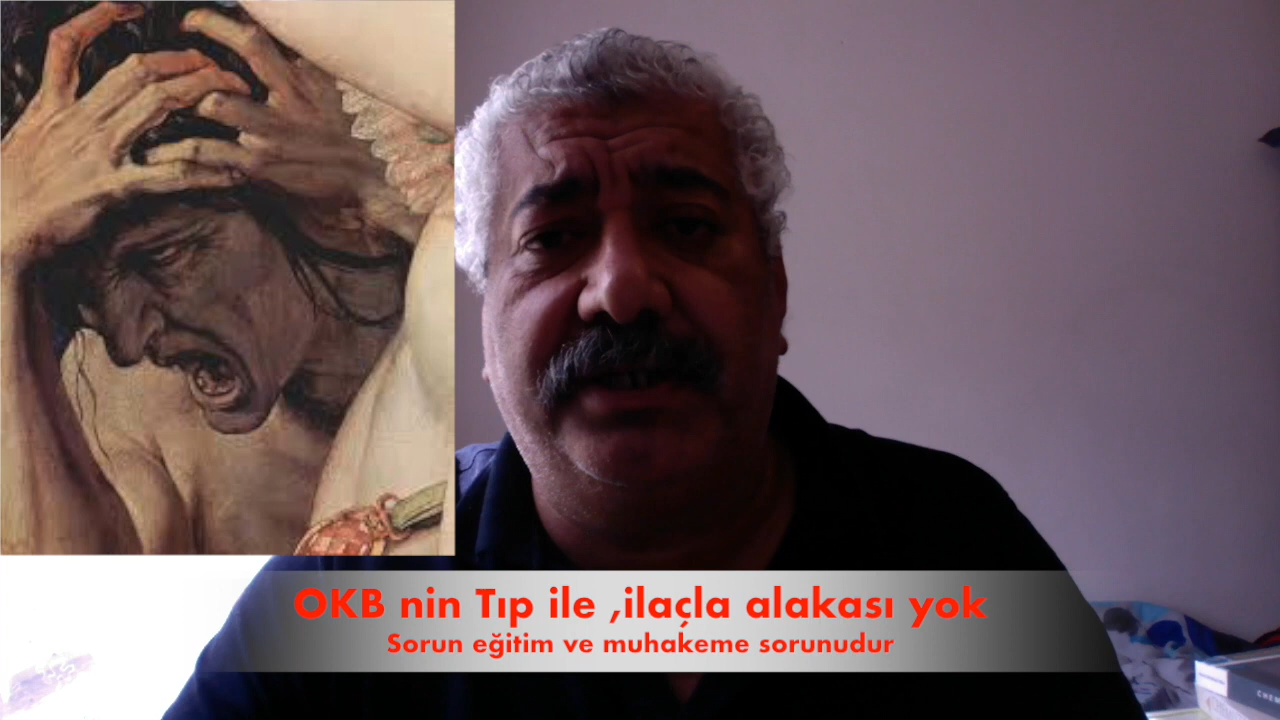 OKB nin Tıp ile ,ilaçla alakası yok
Sorun eğitim ve muhakeme sorunudur